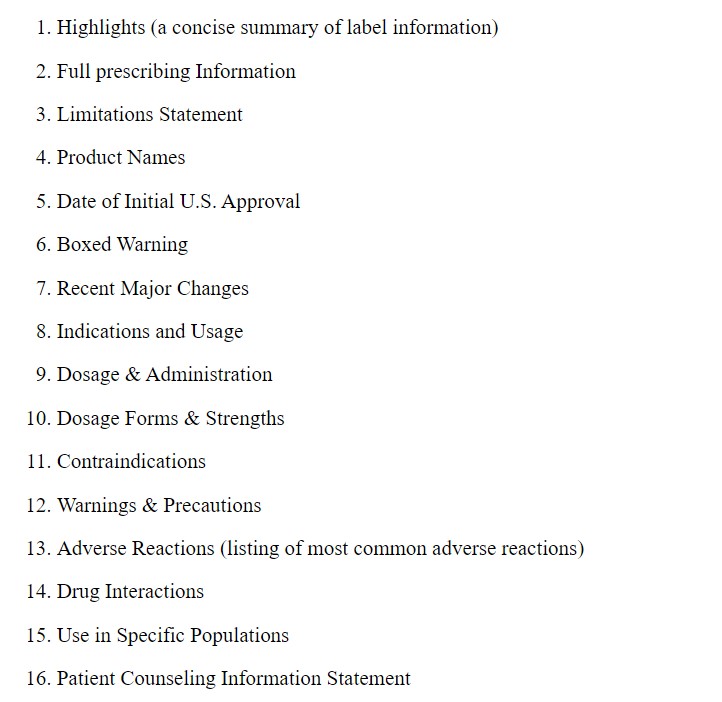 1. Highlights (a concise summary of label information)
2. Full prescribing Information
3. Limitations Statement
4. Product Names
5. Date of Initial U.S. Approval
6. Boxed Warning
7. Recent Major Changes
8. Indications and Usage
9. Dosage & Administration
10. Dosage Forms & Strengths
11. Contraindications
12. Warnings & Precautions
13. Adverse Reactions (listing of most common adverse reactions)
14. Drug Interactions
15. Use in Specific Populations
16. Patient Counseling Information Statement